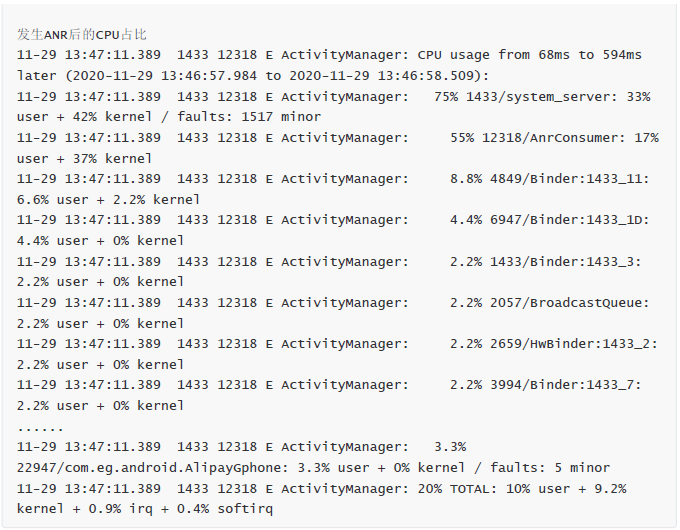 发生ANR后的CPU占比
11-29 13:47:11.389  1433 12318 E ActivityManager: CPU usage from 68ms to 594ms
later (2020-11-29 13:46:57.984 to 2020-11-29 13:46:58.509):
11-29 13:47:11.389  1433 12318 E ActivityManager:   75% 1433/system_server: 33%
user + 42% kernel / faults: 1517 minor
11-29 13:47:11.389  1433 12318 E ActivityManager:     55% 12318/AnrConsumer: 17%
user + 37% kernel
11-29 13:47:11.389  1433 12318 E ActivityManager:     8.8% 4849/Binder:1433_11:
6.6% user + 2.2% kernel
11-29 13:47:11.389  1433 12318 E ActivityManager:     4.4% 6947/Binder:1433_1D:
4.4% user + 0% kernel
11-29 13:47:11.389  1433 12318 E ActivityManager:     2.2% 1433/Binder:1433_3:
2.2% user + 0% kernel
11-29 13:47:11.389  1433 12318 E ActivityManager:     2.2% 2057/BroadcastQueue:
2.2% user + 0% kernel
11-29 13:47:11.389  1433 12318 E ActivityManager:     2.2% 2659/HwBinder:1433_2:
2.2% user + 0% kernel
11-29 13:47:11.389  1433 12318 E ActivityManager:     2.2% 3994/Binder:1433_7:
2.2% user + 0% kernel
......
11-29 13:47:11.389  1433 12318 E ActivityManager:   3.3%
22947/com.eg.android.AlipayGphone: 3.3% user + 0% kernel / faults: 5 minor
11-29 13:47:11.389  1433 12318 E ActivityManager: 20% TOTAL: 10% user + 9.2%
kernel + 0.9% irq + 0.4% softirq